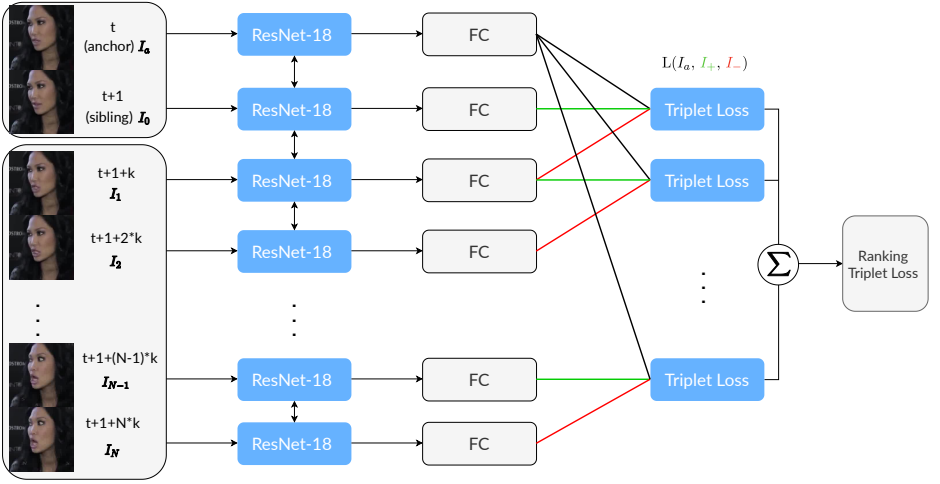 t
(anchor) I_a
ResNet-18
FC
L(I_a, I_+, I_-)
t+1
(sibling) I_0
ResNet-18
FC
Triplet Loss
t+1+k
I_1
ResNet-18
FC
Triplet Loss
t+1+2*k
I_2
ResNet-18
FC
Σ
Ranking
Triplet Loss
t+1+(N-1)*k
I_{N-1}
ResNet-18
FC
Triplet Loss
t+1+N*k
I_N
ResNet-18
FC